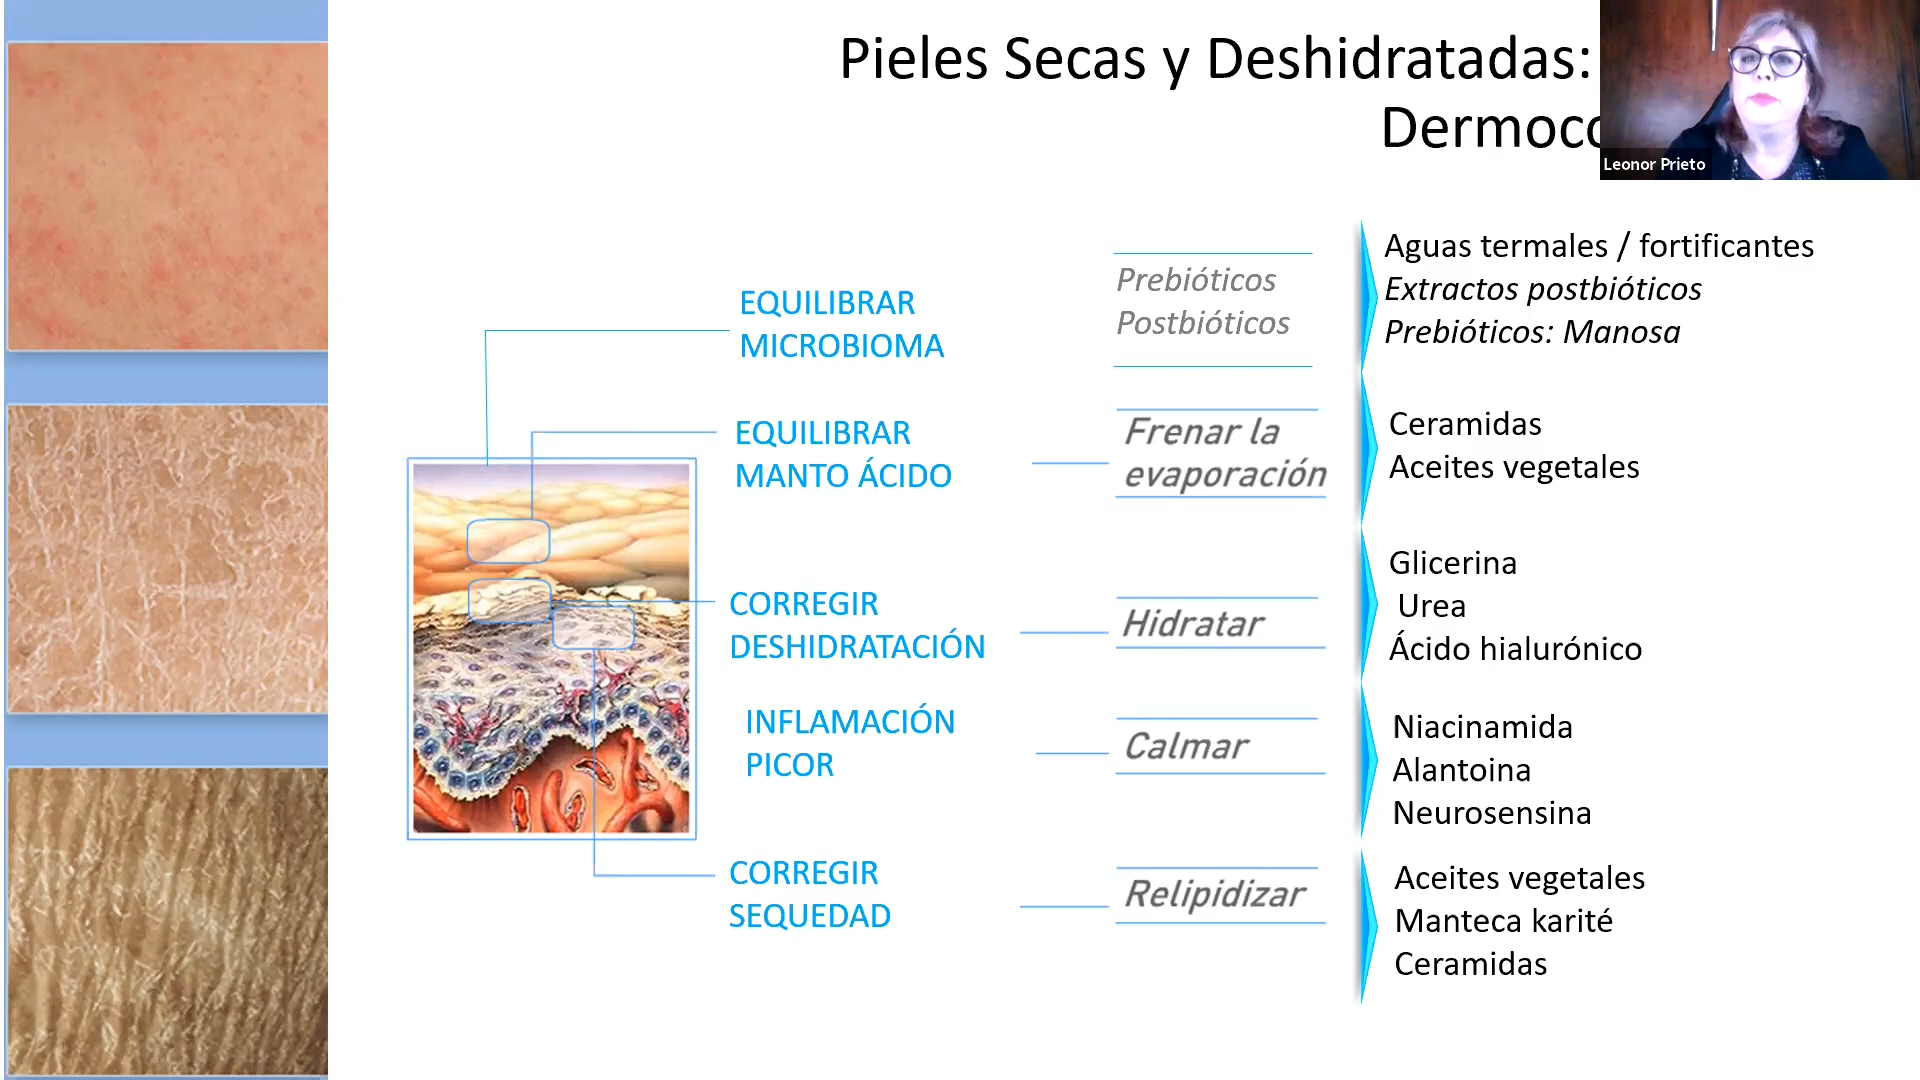 Pieles Secas y Deshidratadas:
Leonor Prieto
EQUILIBRAR
MICROBIOMA
Prebióticos
Postbióticos
Aguas termales / fortificantes
Extractos postbióticos
Prebióticos: Manosa
EQUILIBRAR
MANTO ÁCIDO
Frenar la
evaporación
Ceramidas
Aceites vegetales
CORREGIR
DESHIDRATACIÓN
Hidratar
Glicerina
Urea
Ácido hialurónico
INFLAMACIÓN
PICOR
Calmar
Niacinamida
Alantoina
Neurosensina
CORREGIR
SEQUEDAD
Relipidizar
Aceites vegetales
Manteca karité
Ceramidas